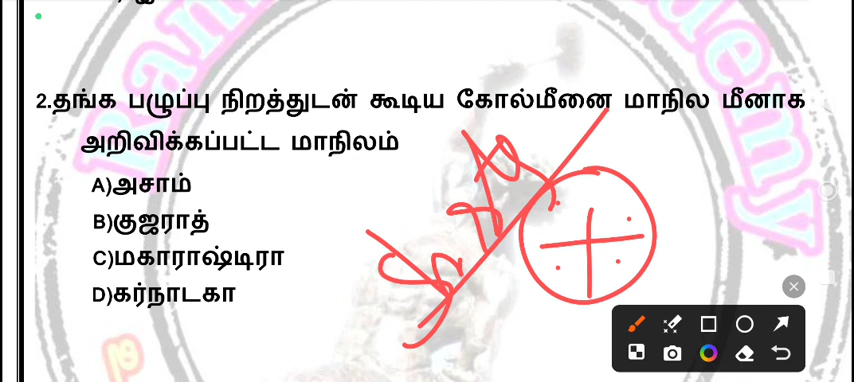 2.தங்க பழுப்பு நிறத்துடன் கூடிய கோல்மீனை மாநில மீனாக
அறிவிக்கப்பட்ட மாநிலம்
A)அசாம்
B)குஜராத்
C)மகாராஷ்டிரா
D)கர்நாடகா